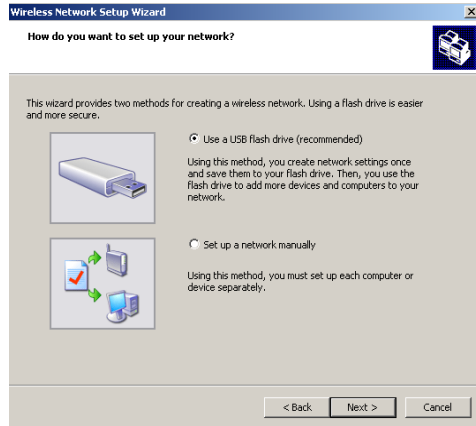 Wireless Network Setup Wizard
How do you want to set up your network?
This wizard provides two methods for creating a wireless network. Using a flash drive is easier
and more secure.
Use a USB flash drive (recommended)
Using this method, you create network settings once
and save them to your flash drive. Then, you use the
flash drive to add more devices and computers to your
network.
Set up a network manually
Using this method, you must set up each computer or
device separately.
< Back Next > Cancel